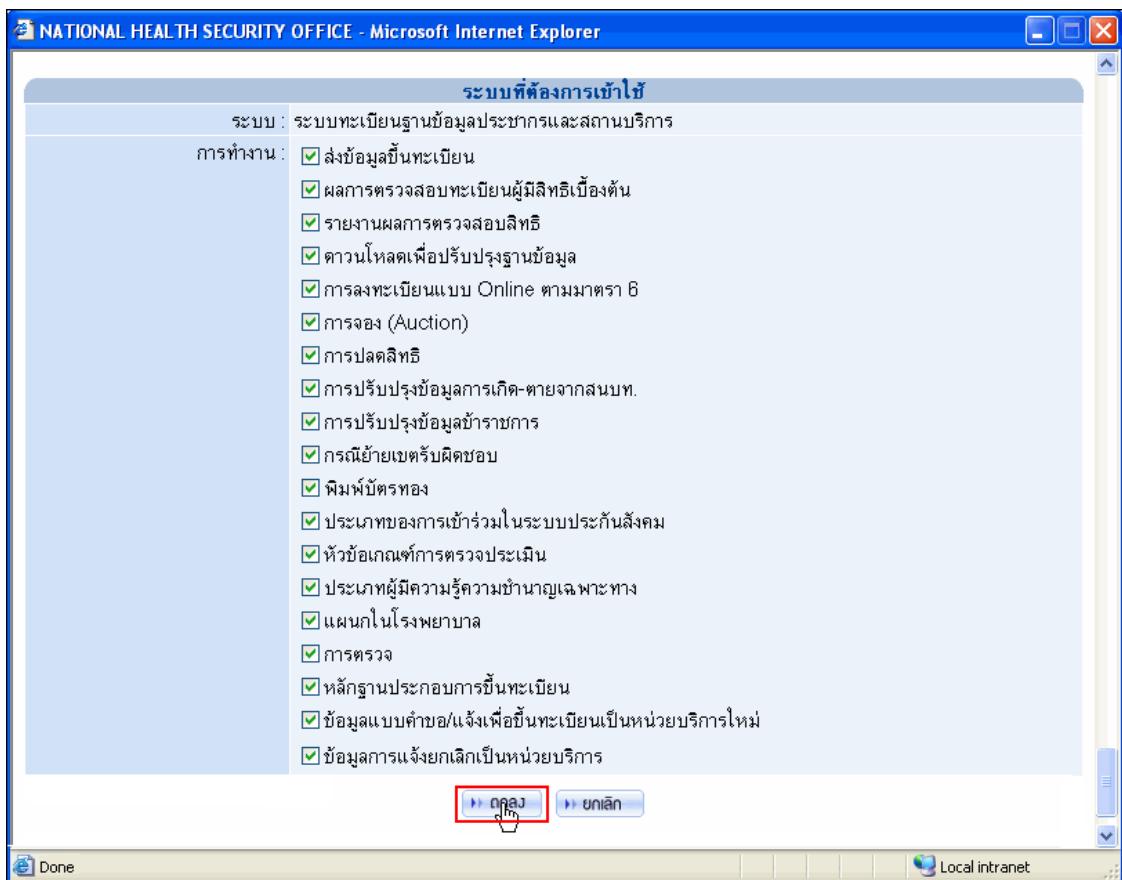 NATIONAL HEALTH SECURITY OFFICE - Microsoft Internet Explorer
ระบบที่ต้องการเข้าใช้
ระบบ : ระบบทะเบียนฐานข้อมูลประชากรและสถานบริการ
การทำงาน : ส่งข้อมูลขึ้นทะเบียน
ผลการตรวจสอบทะเบียนผู้มีสิทธิเบื้องต้น
รายงานผลการตรวจสอบสิทธิ
ดาวนโหลดเพื่อปรับปรุงฐานข้อมูล
การลงทะเบียนแบบ Online ตามมาตรา 6
การจอง (Auction)
การปลดสิทธิ
การปรับปรุงข้อมูลการเกิด-ตายจากสนบท.
การปรับปรุงข้อมูลข้าราชการ
กรณีย้ายเขตรับผิดชอบ
พิมพ์บัตรทอง
ประเภทของการเข้าร่วมในระบบประกันสังคม
หัวข้อเกณฑ์การตรวจประเมิน
ประเภทผู้มีความรู้ความชำนาญเฉพาะทาง
แผนกในโรงพยาบาล
การตรวจ
หลักฐานประกอบการขึ้นทะเบียน
ข้อมูลแบบคำขอ/แจ้งเพื่อขึ้นทะเบียนเป็นหน่วยบริการใหม่
ข้อมูลการแจ้งยกเลิกเป็นหน่วยบริการ
ตกลง ยกเลิก
Done Local intranet